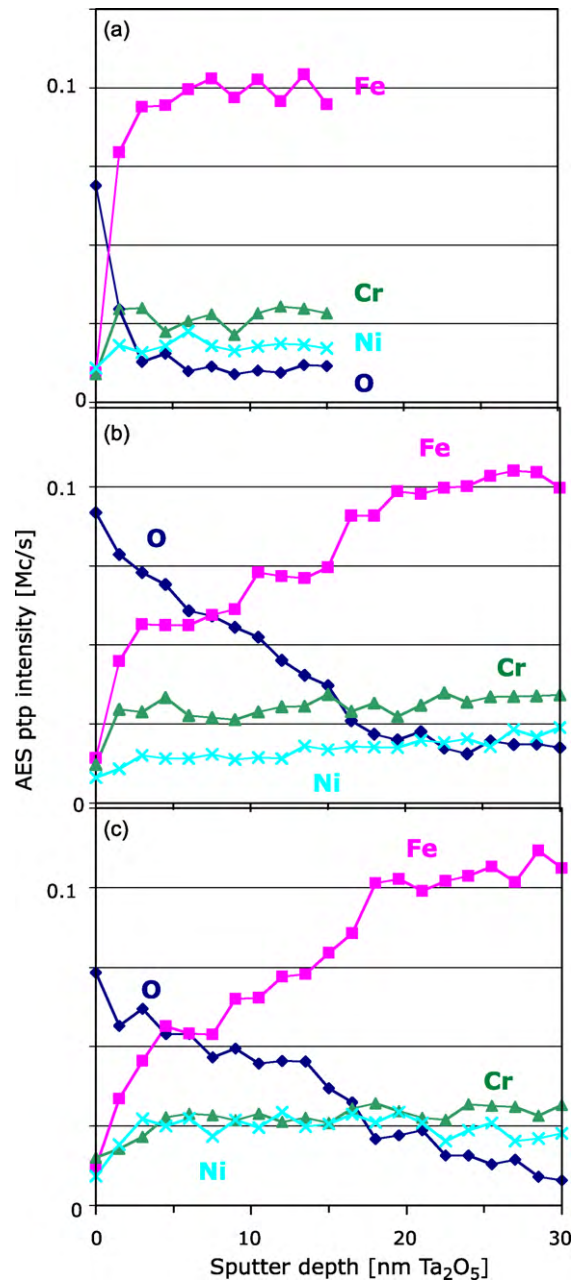 (a)
0.1
Fe
Cr
Ni
O
0
(b)
Fe
0.1
O
Cr
Ni
0
AES ptp intensity [Mc/s]
(c)
Fe
0.1
O
Cr
Ni
0
0 10 20 30
Sputter depth [nm Ta₂O₅]